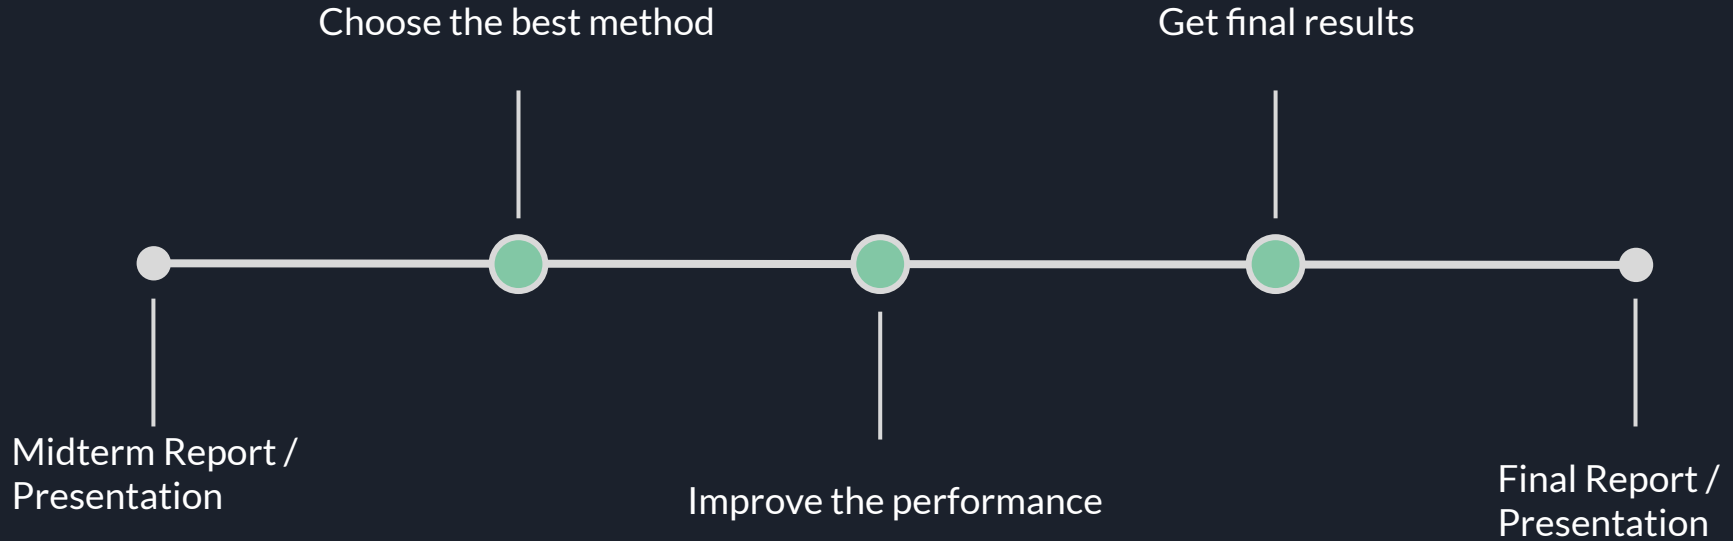 Choose the best method
Get final results
Midterm Report /
Presentation
Improve the performance
Final Report /
Presentation